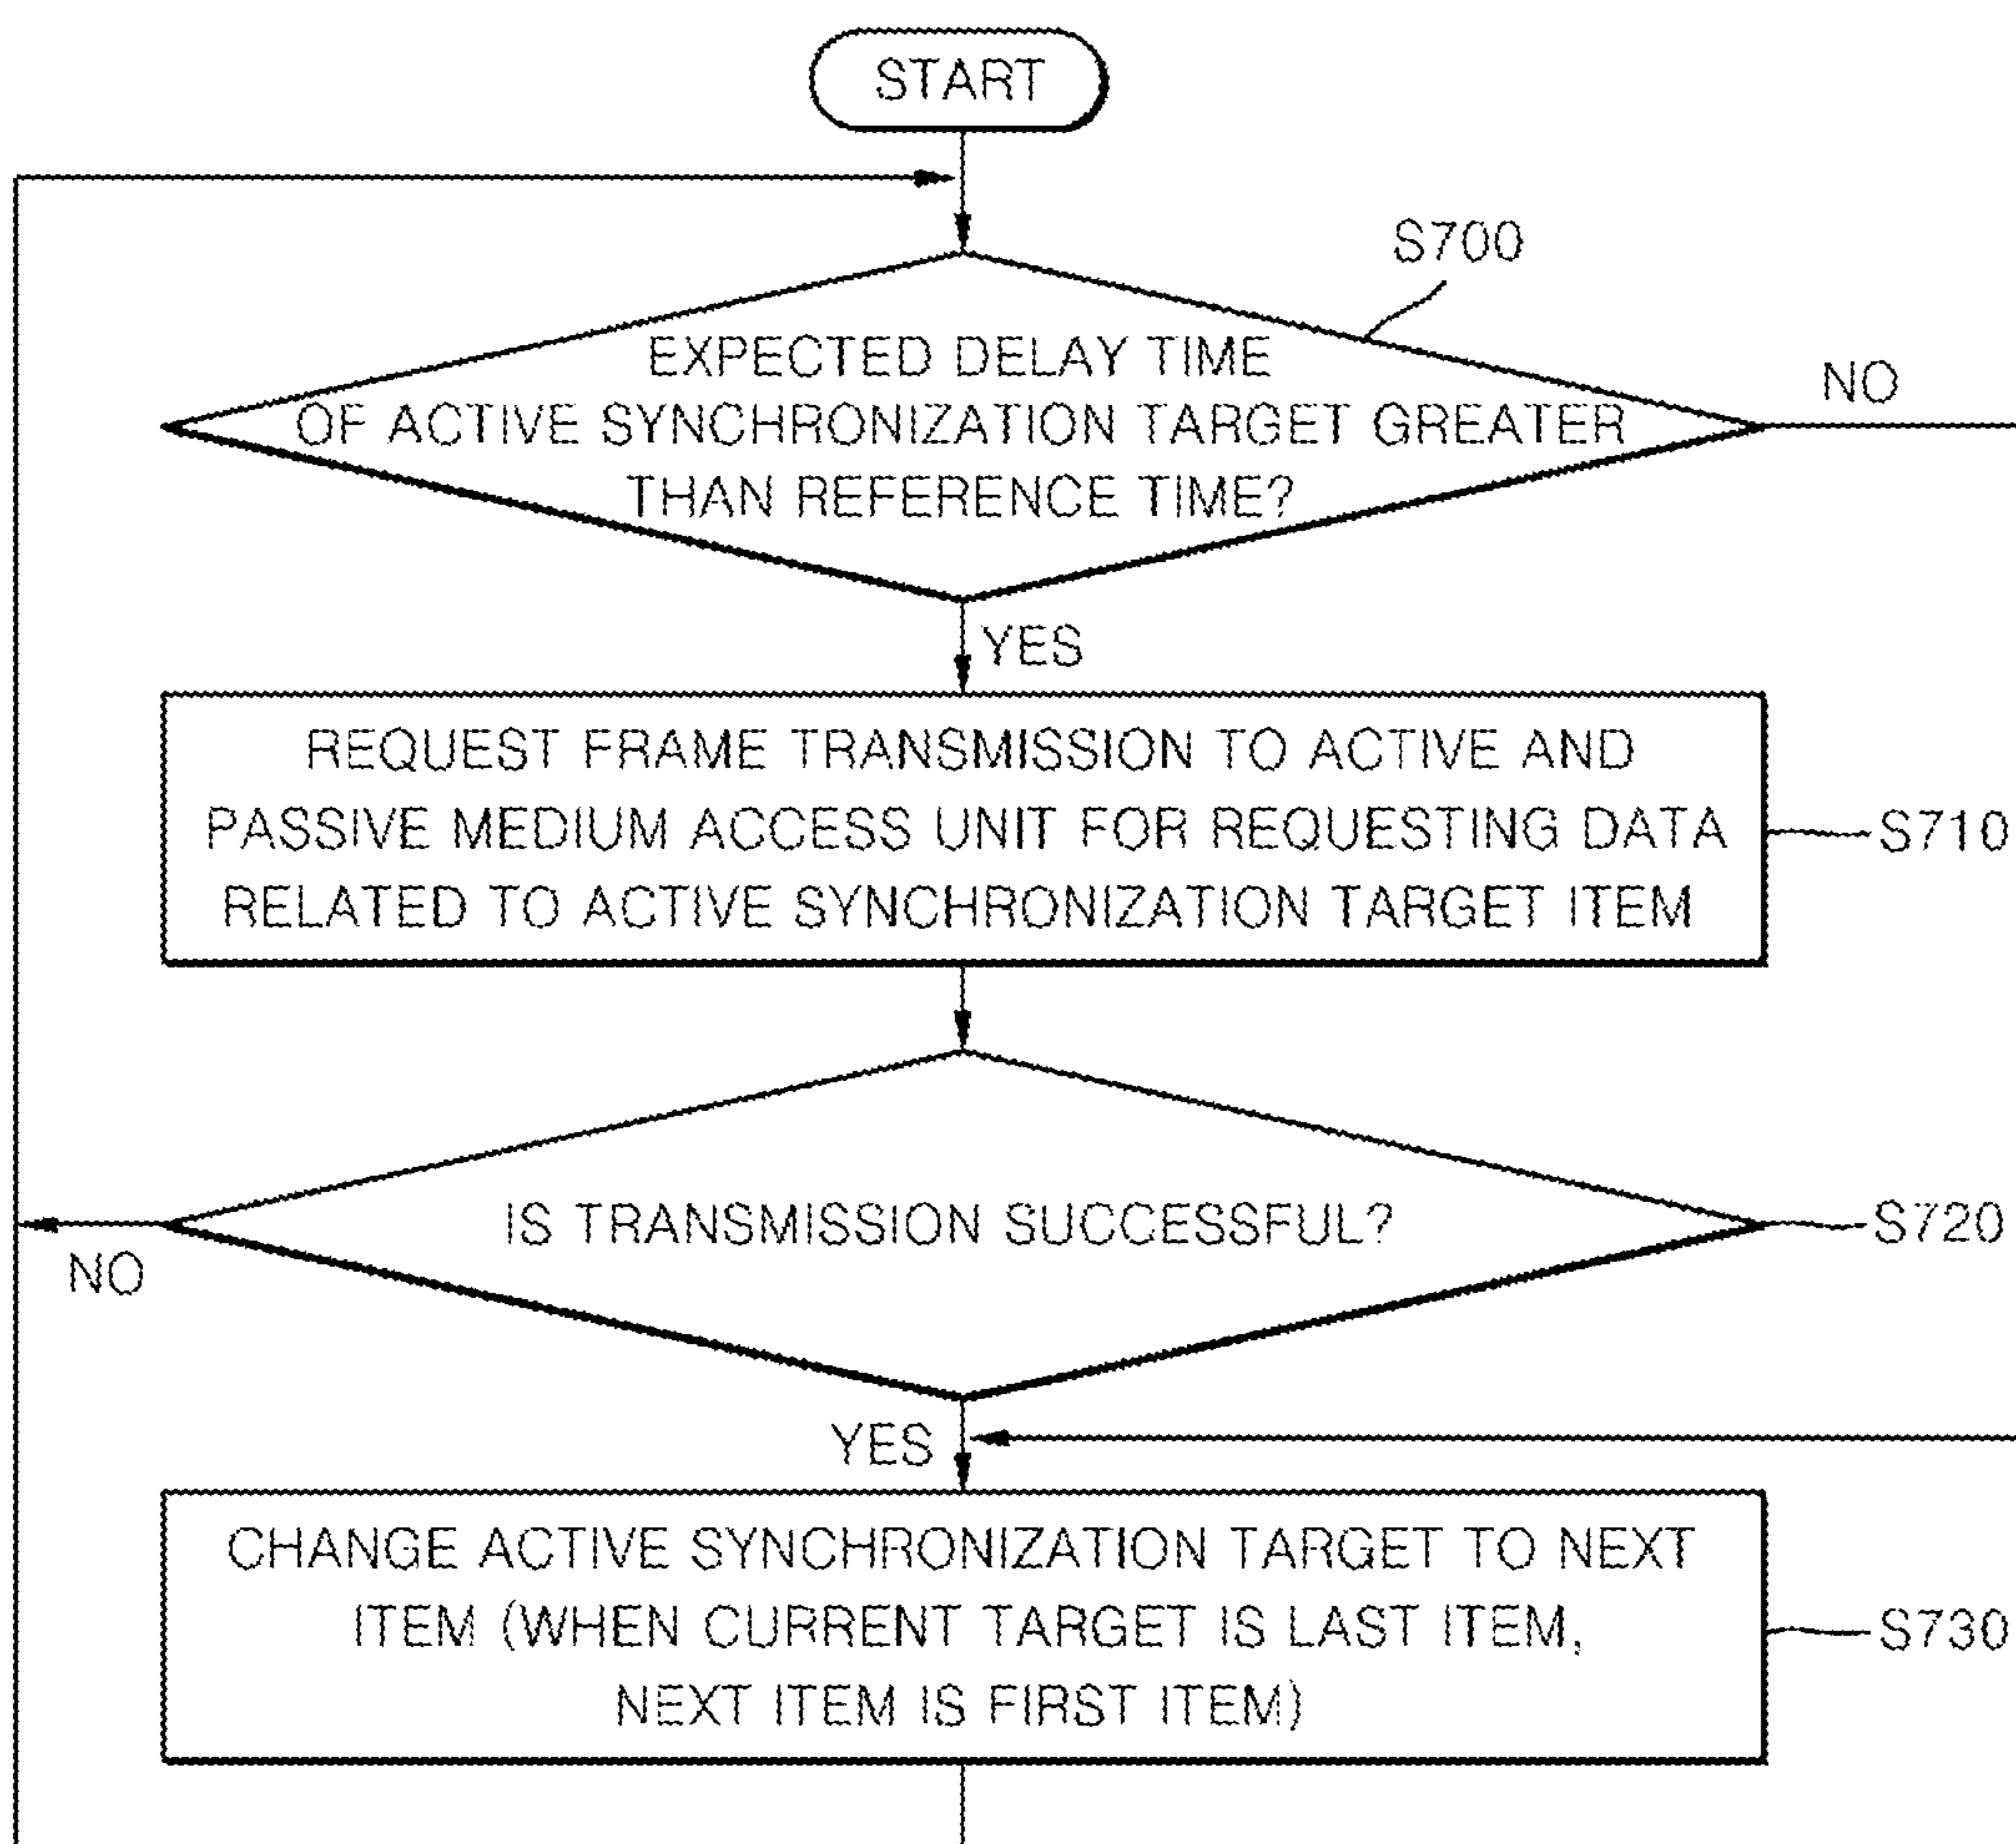 START
S700
EXPECTED DELAY TIME
OF ACTIVE SYNCHRONIZATION TARGET GREATER
THAN REFERENCE TIME?
NO
YES
REQUEST FRAME TRANSMISSION TO ACTIVE AND
PASSIVE MEDIUM ACCESS UNIT FOR REQUESTING DATA
RELATED TO ACTIVE SYNCHRONIZATION TARGET ITEM
S710
IS TRANSMISSION SUCCESSFUL?
S720
NO
YES
CHANGE ACTIVE SYNCHRONIZATION TARGET TO NEXT
ITEM (WHEN CURRENT TARGET IS LAST ITEM,
NEXT ITEM IS FIRST ITEM)
S730